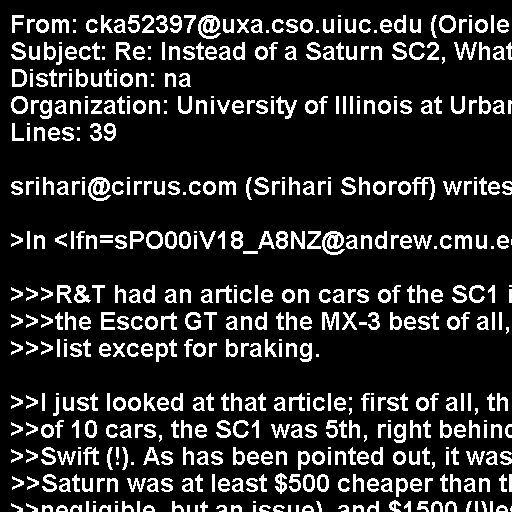 From: cka52397@uxa.cso.uiuc.edu (Oriole
Subject: Re: Instead of a Saturn SC2, What
Distribution: na
Organization: University of Illinois at Urban
Lines: 39
srihari@cirrus.com (Srihari Shoroff) writes
>In <Ifn=sPO00iV18_A8NZ@andrew.cmu.e
>>>R&T had an article on cars of the SC1 i
>>>the Escort GT and the MX-3 best of all,
>>>list except for braking.
>>I just looked at that article; first of all, th
>>of 10 cars, the SC1 was 5th, right behind
>>Swift (!). As has been pointed out, it was
>>Saturn was at least $500 cheaper than th
>>negligible, but an issue), and $1500 (!)les